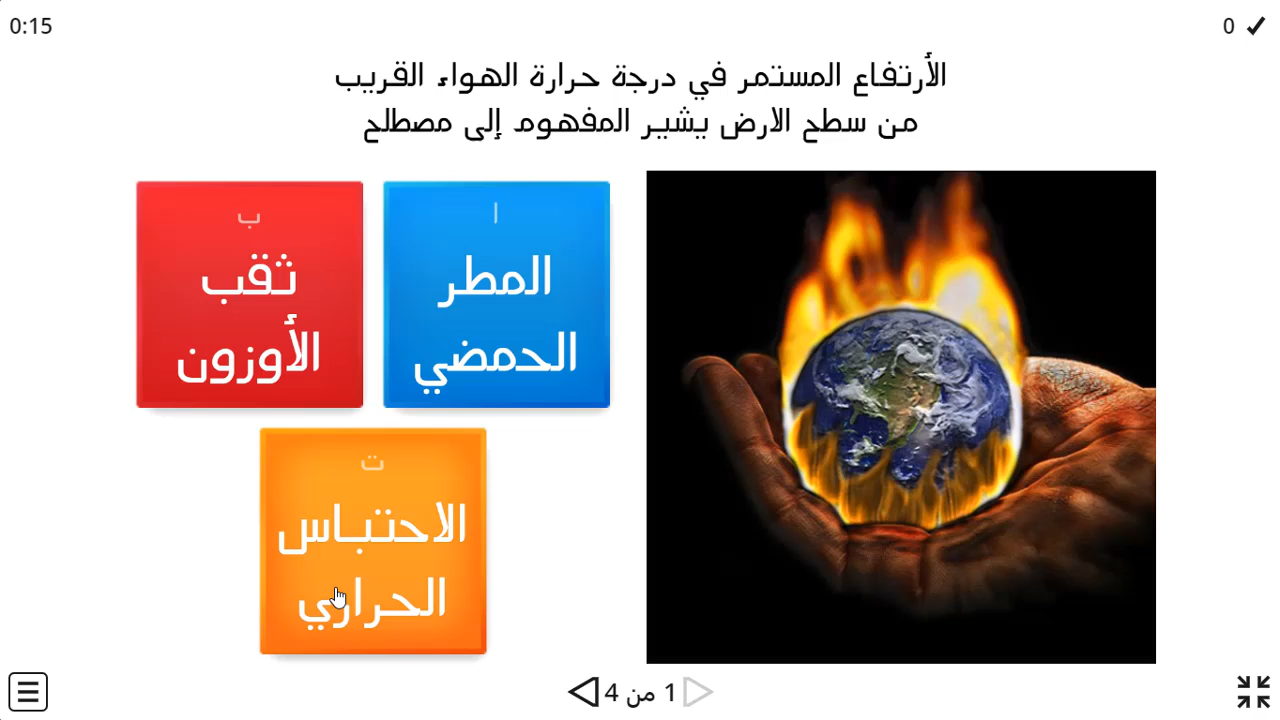 0:15
0
الأرتفاع المستمر في درجة حرارة الهواء القريب
من سطح الارض يشير المفهوم إلى مصطلح
ا
المطر
الحمضي
ب
ثقب
الأوزون
ت
الاحتباس
الحراري
1 من 4